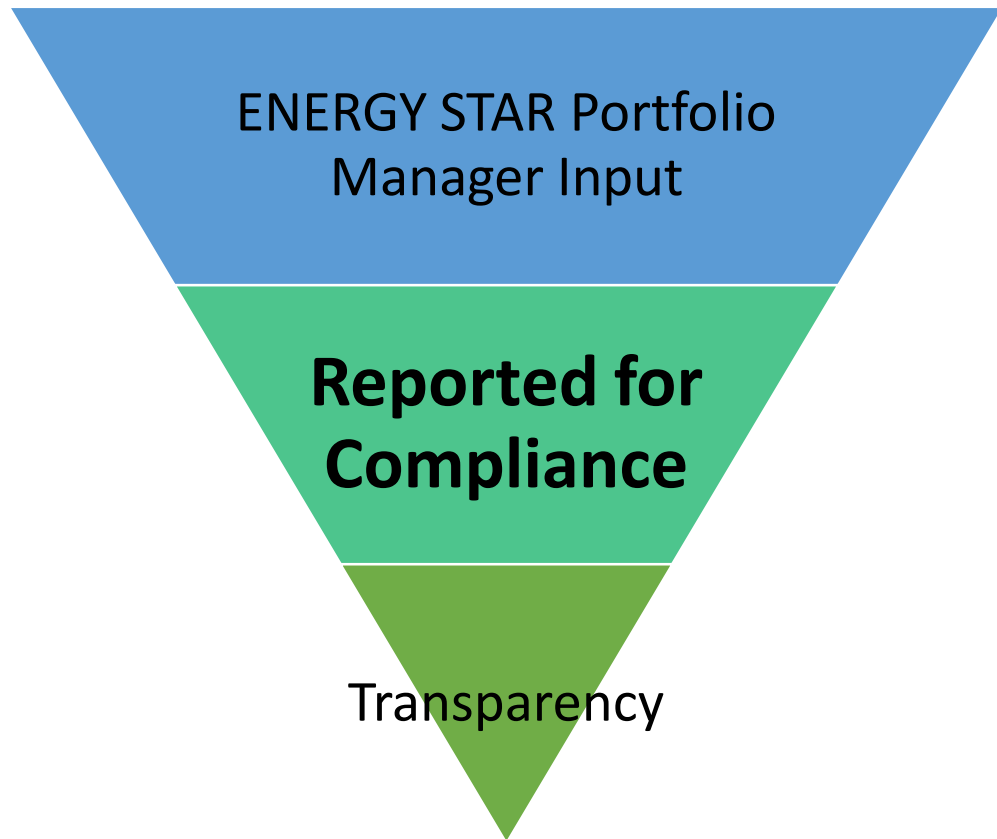 ENERGY STAR Portfolio
Manager Input
Reported for
Compliance
Transparency